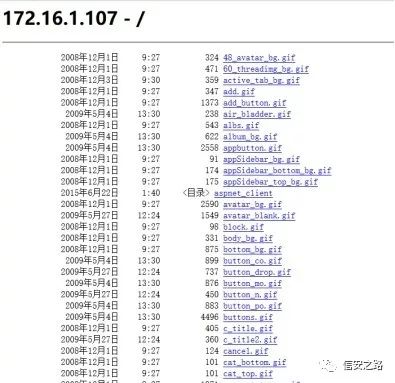 172.16.1.107 - /
2008年12月1日 9:27 324 48_avatar_bg.gif
2008年12月1日 9:27 471 60_threadimg_bg.gif
2008年12月3日 9:30 359 active_tab_bg.gif
2008年12月1日 9:27 347 add.gif
2008年12月1日 9:27 1373 add_button.gif
2009年5月4日 13:30 238 air_bladder.gif
2008年12月1日 9:27 543 albs.gif
2009年5月4日 13:30 622 album_bg.gif
2009年5月4日 13:30 2558 appbutton.gif
2008年12月1日 9:27 91 appSidebar_bg.gif
2008年12月1日 9:27 174 appSidebar_bottom_bg.gif
2008年12月1日 9:27 175 appSidebar_top_bg.gif
2015年6月22日 1:40 <目录> aspnet_client
2008年12月1日 9:27 2590 avatar_bg.gif
2009年5月27日 12:24 1549 avatar_blank.gif
2008年12月1日 9:27 98 block.gif
2008年12月1日 9:27 331 body_bg.gif
2008年12月1日 9:27 875 bottom_bg.gif
2009年5月4日 13:30 899 button_co.gif
2009年5月27日 12:24 737 button_drop.gif
2009年5月4日 13:30 876 button_mo.gif
2009年5月27日 12:24 450 button_n.gif
2009年5月4日 13:30 883 button_po.gif
2009年5月4日 13:30 4496 buttons.gif
2008年12月1日 9:27 405 c_title.gif
2009年5月27日 12:24 360 c_title2.gif
2008年12月1日 9:27 124 cancel.gif
2008年12月1日 9:27 101 cat_bottom.gif
2008年12月1日 9:27 101 cat_top.gif
信安之路